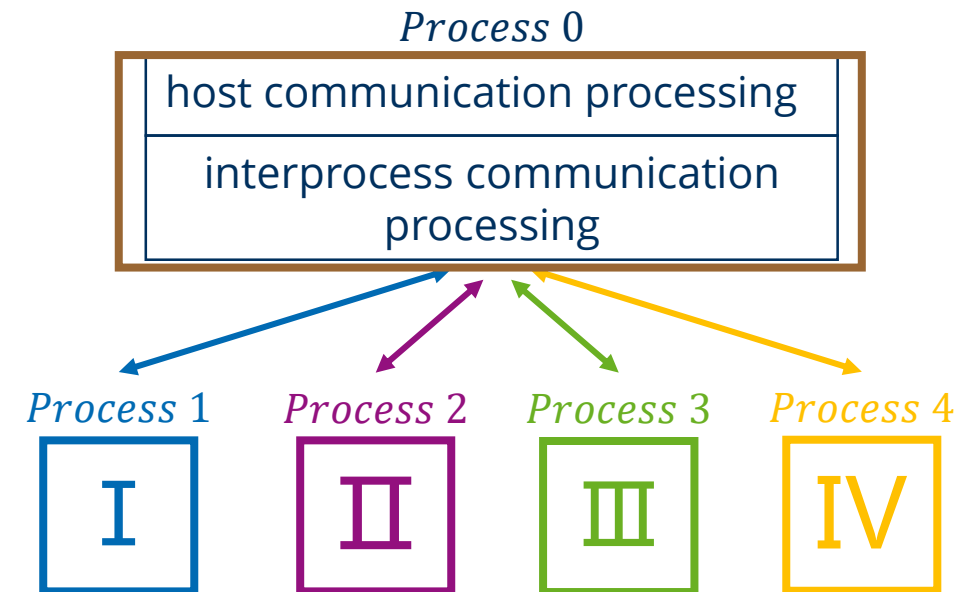 Process 0
host communication processing
interprocess communication
processing
Process 1 Process 2 Process 3 Process 4
I II III IV